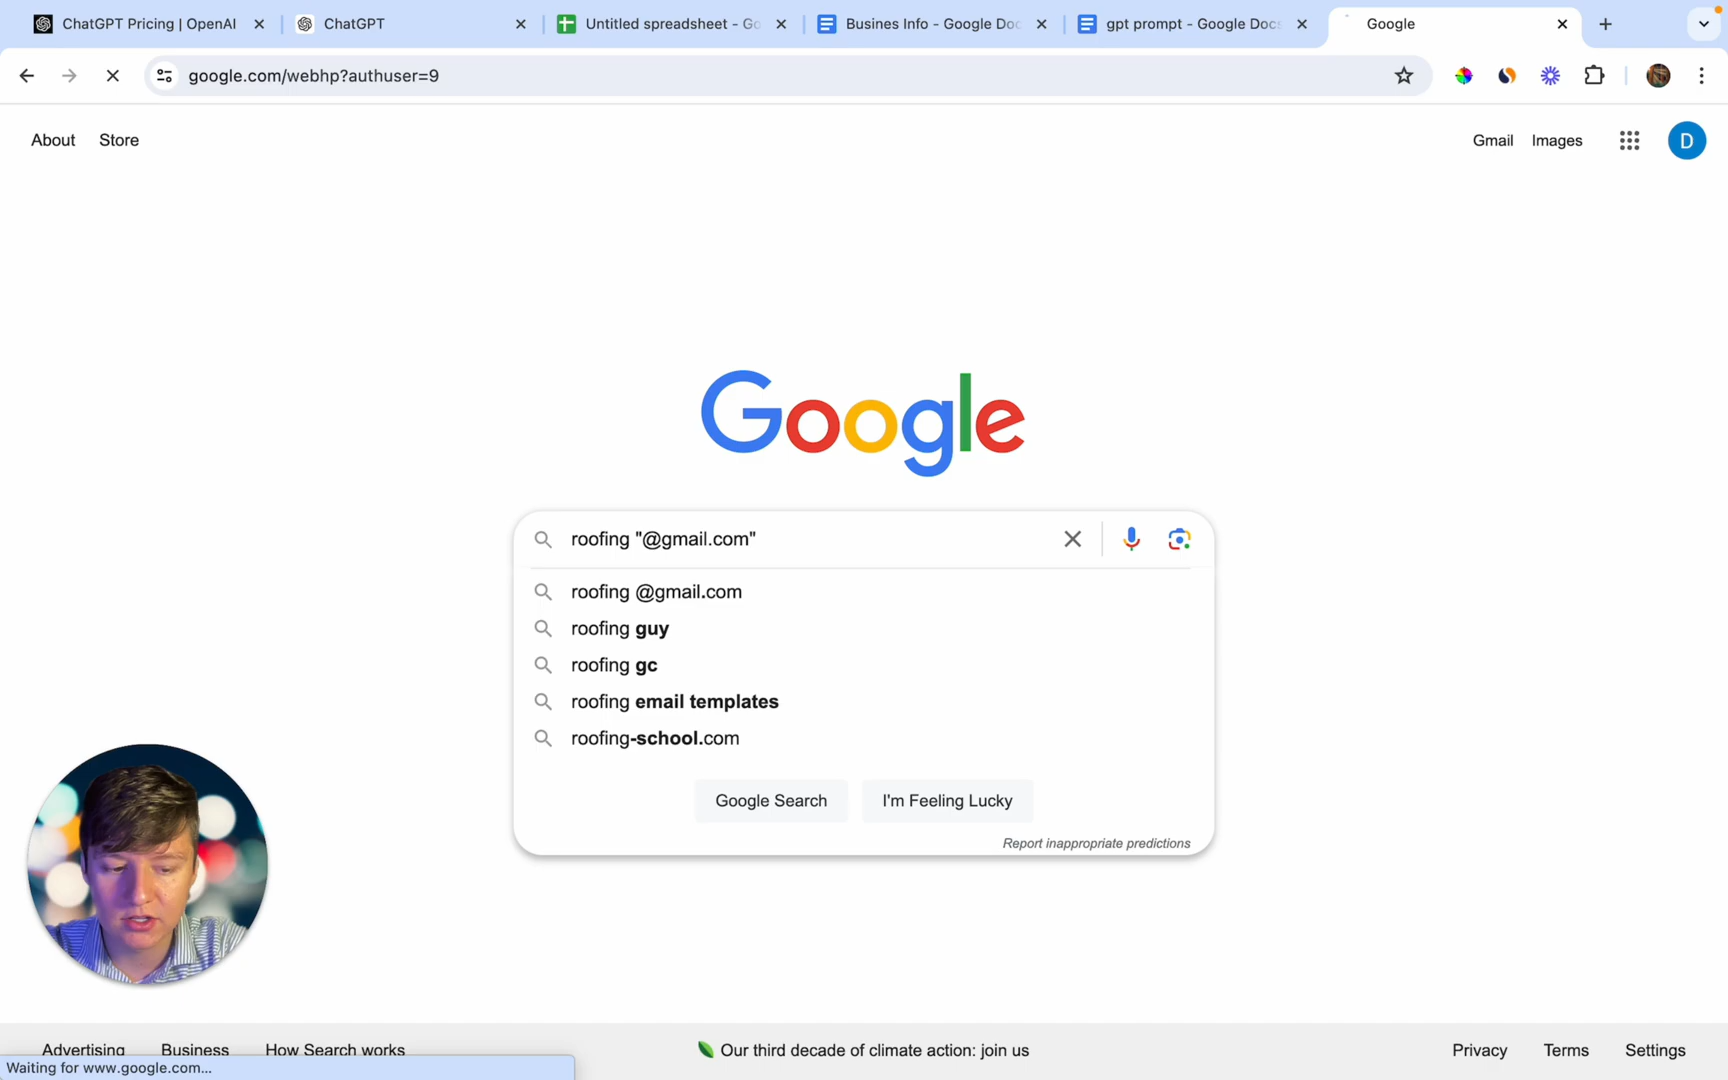 ChatGPT Pricing | OpenAI
ChatGPT
Untitled spreadsheet - Go
Busines Info - Google Doc
gpt prompt - Google Docs
Google
google.com/webhp?authuser=9
About
Store
Gmail
Images
D
Google
roofing "@gmail.com"
roofing @gmail.com
roofing guy
roofing gc
roofing email templates
roofing-school.com
Google Search
I'm Feeling Lucky
Report inappropriate predictions
Advertising
Business
How Search works
Our third decade of climate action: join us
Privacy
Terms
Settings
Waiting for www.google.com...